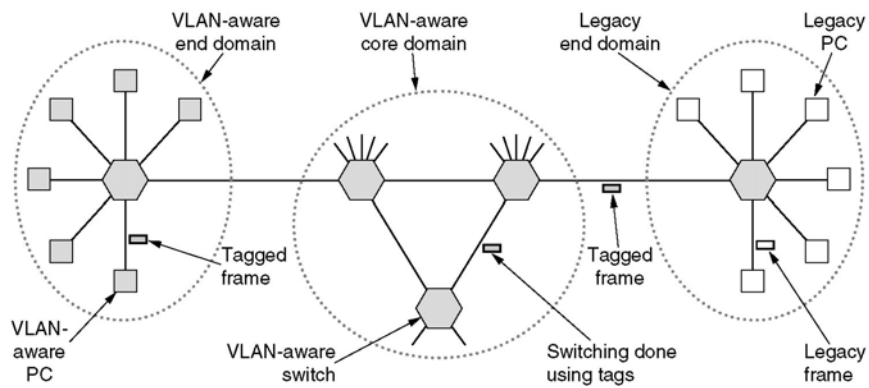 VLAN-aware
end domain
VLAN-aware
core domain
Legacy
end domain
Legacy
PC
Tagged
frame
Tagged
frame
VLAN-
aware
PC
VLAN-aware
switch
Switching done
using tags
Legacy
frame